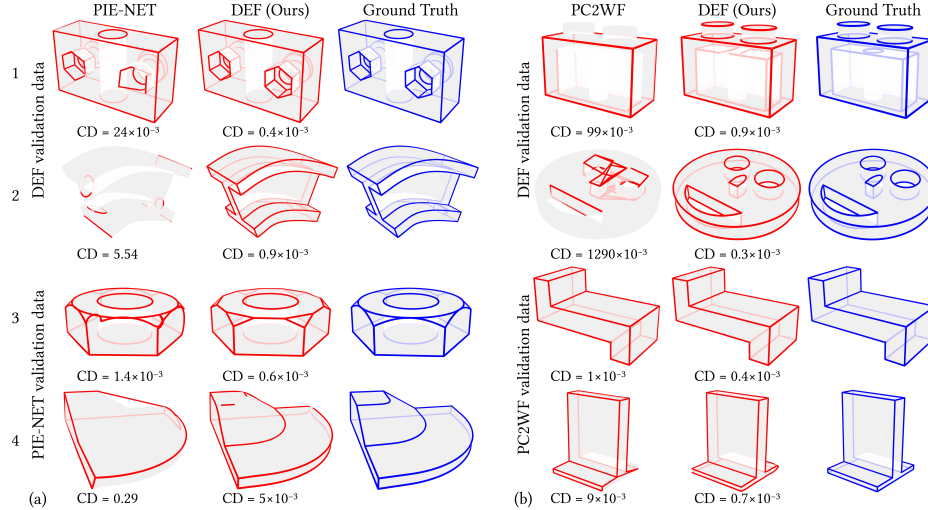 PIE-NET DEF (Ours) Ground Truth
PC2WF DEF (Ours) Ground Truth
DEF validation data
1
CD = 24×10⁻³ CD = 0.4×10⁻³
2
CD = 5.54 CD = 0.9×10⁻³
PIE-NET validation data
3
CD = 1.4×10⁻³ CD = 0.6×10⁻³
4
(a) CD = 0.29 CD = 5×10⁻³
DEF validation data
CD = 99×10⁻³ CD = 0.9×10⁻³
CD = 1290×10⁻³ CD = 0.3×10⁻³
PC2WF validation data
CD = 1×10⁻³ CD = 0.4×10⁻³
(b) CD = 9×10⁻³ CD = 0.7×10⁻³